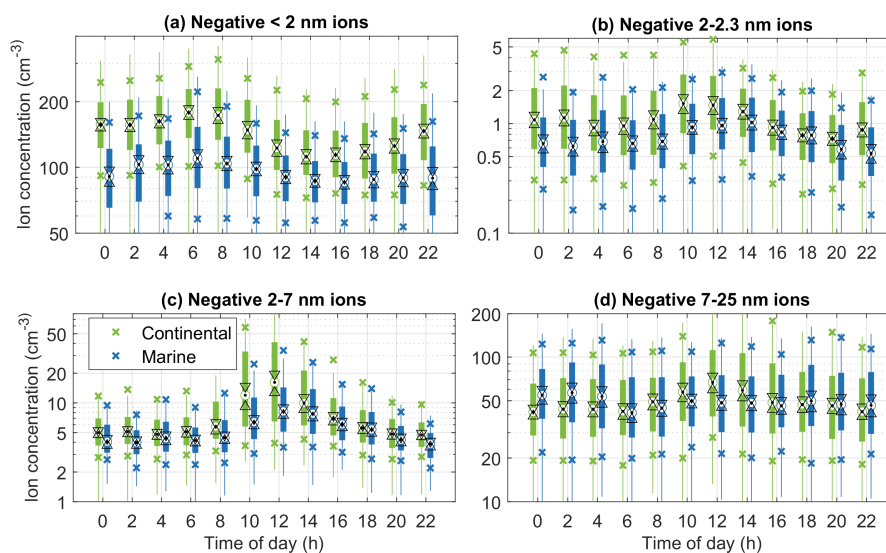 (a) Negative < 2 nm ions
Ion concentration (cm⁻³)
200
100
50
0 2 4 6 8 10 12 14 16 18 20 22
(b) Negative 2-2.3 nm ions
5
1
0.5
0.1
0 2 4 6 8 10 12 14 16 18 20 22
(c) Negative 2-7 nm ions
Ion concentration (cm⁻³)
Continental
Marine
50
20
10
5
2
1
0 2 4 6 8 10 12 14 16 18 20 22
Time of day (h)
(d) Negative 7-25 nm ions
200
100
50
20
10
0 2 4 6 8 10 12 14 16 18 20 22
Time of day (h)